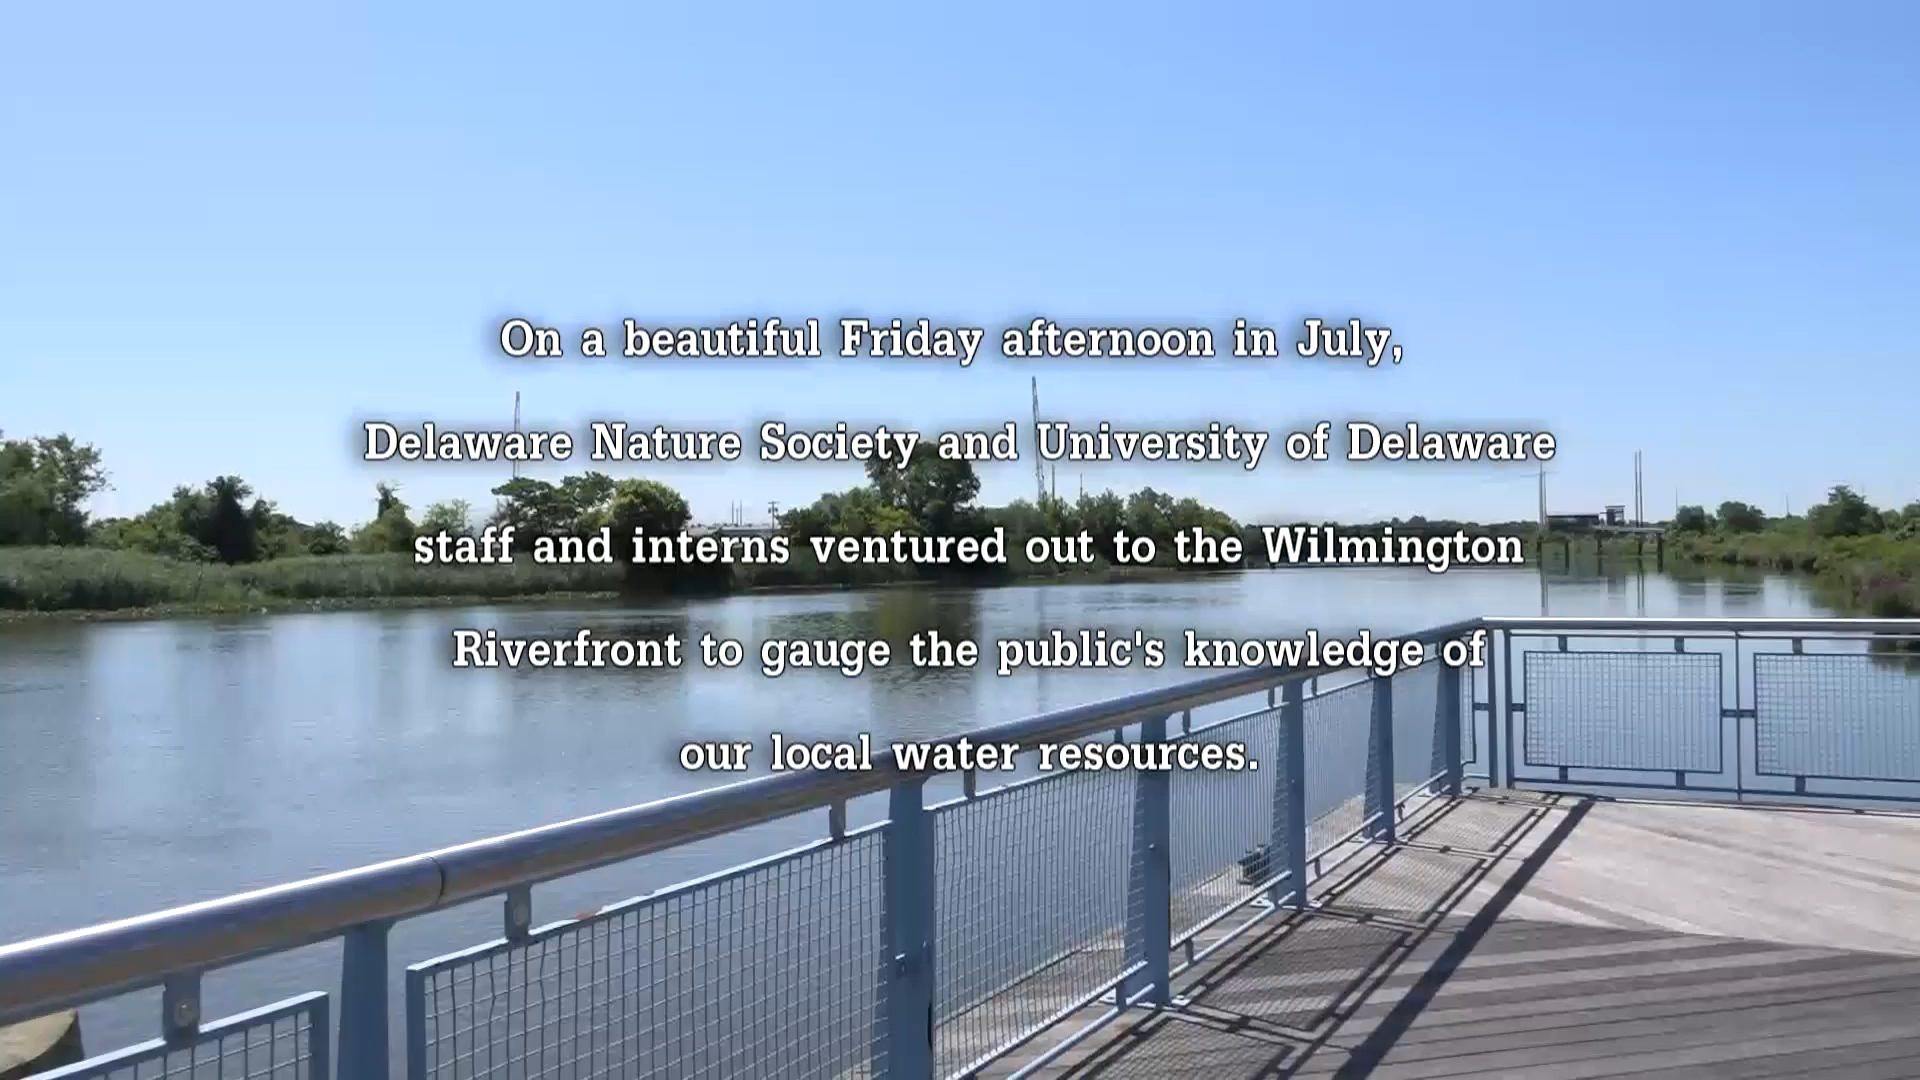 On a beautiful Friday afternoon in July,
Delaware Nature Society and University of Delaware
staff and interns ventured out to the Wilmington
Riverfront to gauge the public's knowledge of
our local water resources.